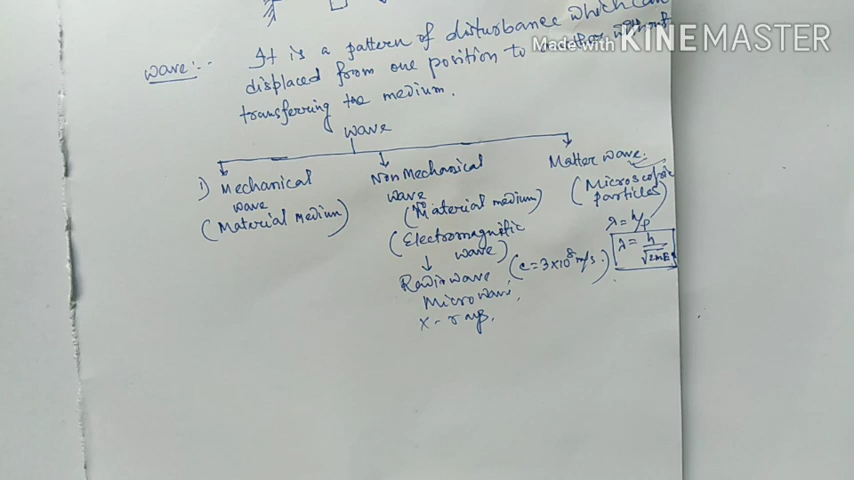 wave:-
It is a pattern of disturbance which can
displaced from one position to without
transferring the medium.
Made with KINEMASTER
wave
1) Mechanical
wave
(Material Medium)
Non Mechanical
wave
(No Material medium)
(Electromagnetic
wave)
Radio wave
Microwave,
X-rays.
(c = 3×10⁸ m/s.)
Matter wave.
(Microscopic
particles)
λ = h/p
λ = h/√2mE